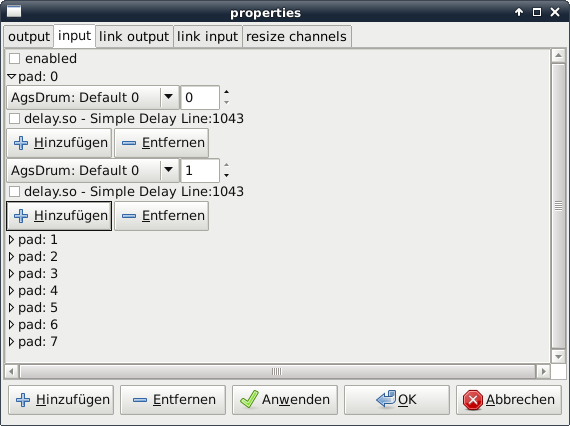 properties
output input link output link input resize channels
enabled
pad: 0
AgsDrum: Default 0 0
delay.so - Simple Delay Line:1043
Hinzufügen Entfernen
AgsDrum: Default 0 1
delay.so - Simple Delay Line:1043
Hinzufügen Entfernen
pad: 1
pad: 2
pad: 3
pad: 4
pad: 5
pad: 6
pad: 7
Hinzufügen Entfernen Anwenden OK Abbrechen